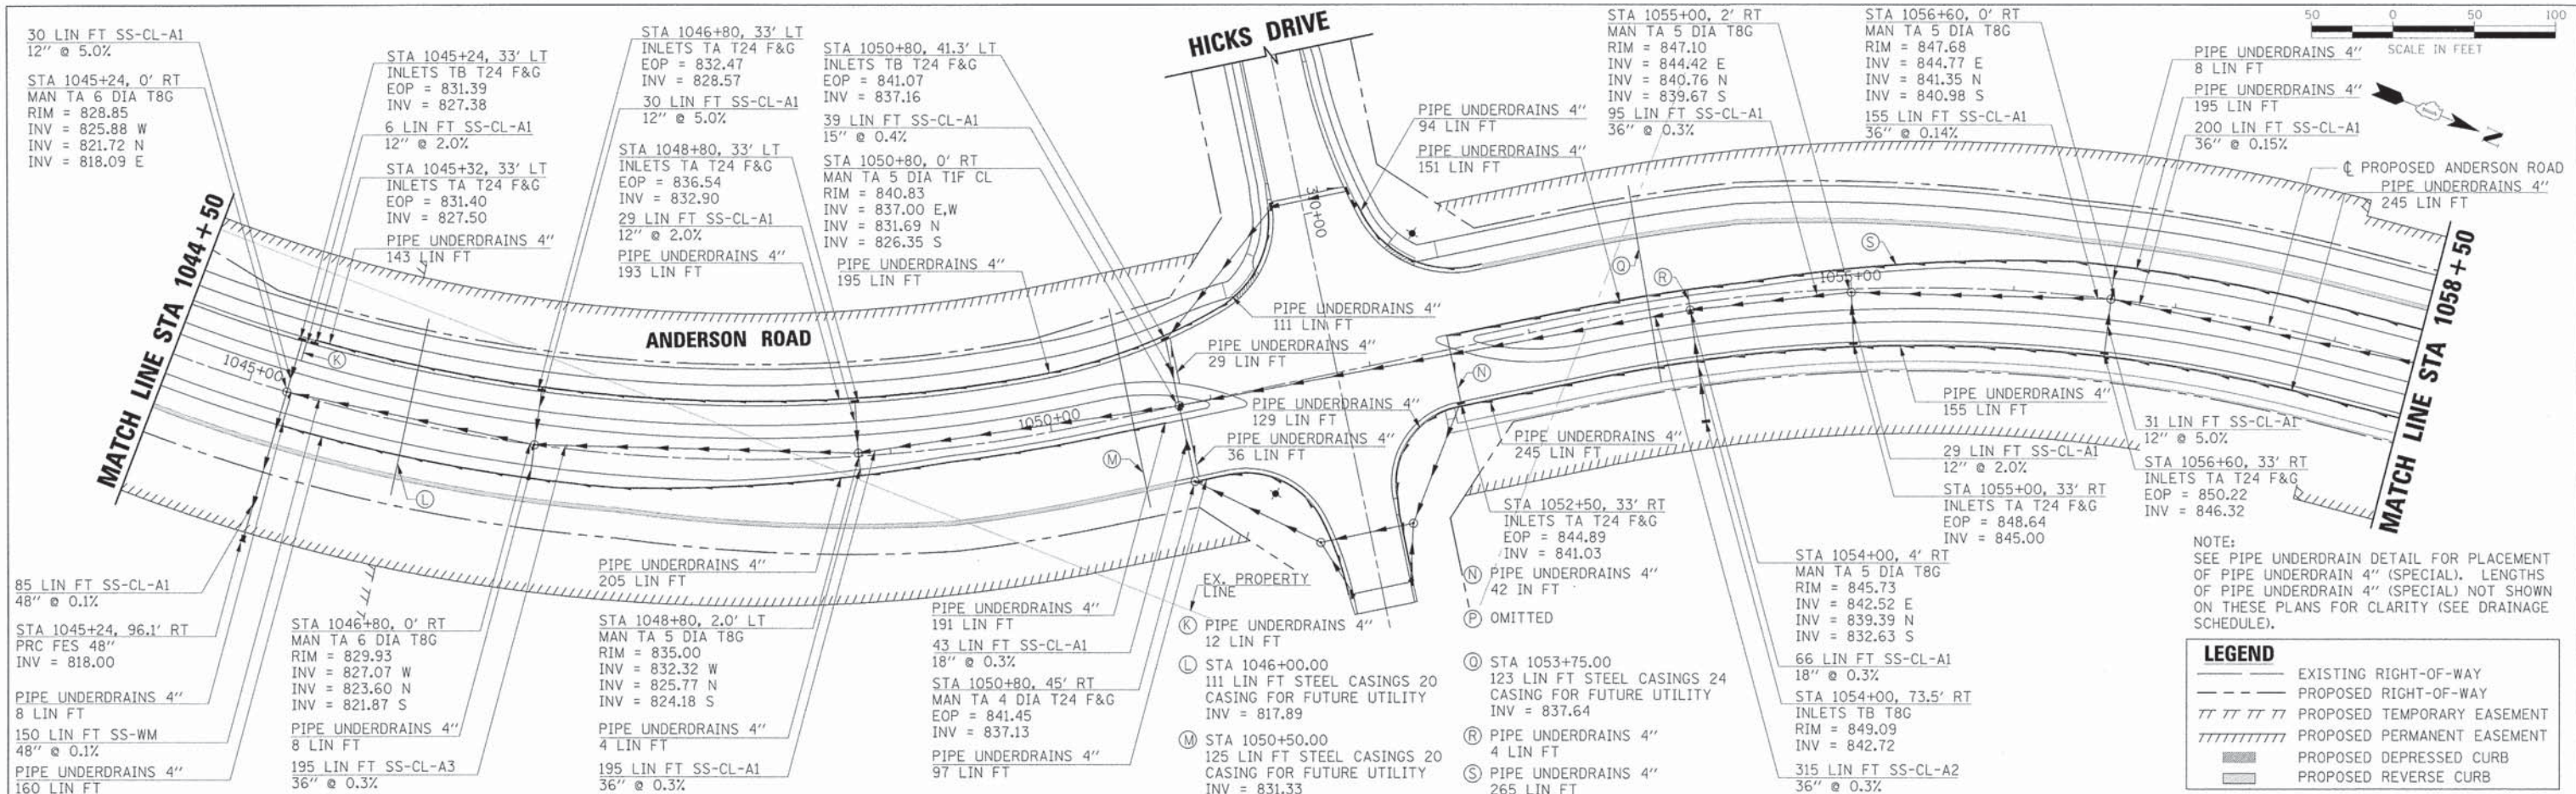 30 LIN FT SS-CL-A1
12" @ 5.0%
STA 1045+24, 0' RT
MAN TA 6 DIA T8G
RIM = 828.85
INV = 825.88 W
INV = 821.72 N
INV = 818.09 E
STA 1045+24, 33' LT
INLETS TB T24 F&G
EOP = 831.39
INV = 827.38
6 LIN FT SS-CL-A1
12" @ 2.0%
STA 1045+32, 33' LT
INLETS TA T24 F&G
EOP = 831.40
INV = 827.50
PIPE UNDERDRAINS 4"
143 LIN FT
STA 1046+80, 33' LT
INLETS TA T24 F&G
EOP = 832.47
INV = 828.57
30 LIN FT SS-CL-A1
12" @ 5.0%
STA 1048+80, 33' LT
INLETS TA T24 F&G
EOP = 836.54
INV = 832.90
29 LIN FT SS-CL-A1
12" @ 2.0%
PIPE UNDERDRAINS 4"
193 LIN FT
STA 1050+80, 41.3' LT
INLETS TB T24 F&G
EOP = 841.07
INV = 837.16
39 LIN FT SS-CL-A1
15" @ 0.4%
STA 1050+80, 0' RT
MAN TA 5 DIA T1F CL
RIM = 840.83
INV = 837.00 E,W
INV = 831.69 N
INV = 826.35 S
PIPE UNDERDRAINS 4"
195 LIN FT
HICKS DRIVE
310+00
PIPE UNDERDRAINS 4"
94 LIN FT
PIPE UNDERDRAINS 4"
151 LIN FT
STA 1055+00, 2' RT
MAN TA 5 DIA T8G
RIM = 847.10
INV = 844.42 E
INV = 840.76 N
INV = 839.67 S
95 LIN FT SS-CL-A1
36" @ 0.3%
STA 1056+60, 0' RT
MAN TA 5 DIA T8G
RIM = 847.68
INV = 844.77 E
INV = 841.35 N
INV = 840.98 S
155 LIN FT SS-CL-A1
36" @ 0.14%
50 0 50 100
SCALE IN FEET
PIPE UNDERDRAINS 4"
8 LIN FT
PIPE UNDERDRAINS 4"
195 LIN FT
200 LIN FT SS-CL-A1
36" @ 0.15%
N
℄ PROPOSED ANDERSON ROAD
PIPE UNDERDRAINS 4"
245 LIN FT
MATCH LINE STA 1044+50
1045+00
K
L
ANDERSON ROAD
1050+00
M
PIPE UNDERDRAINS 4"
111 LIN FT
PIPE UNDERDRAINS 4"
29 LIN FT
PIPE UNDERDRAINS 4"
129 LIN FT
PIPE UNDERDRAINS 4"
36 LIN FT
N
Q
R
S
1055+00
MATCH LINE STA 1058+50
PIPE UNDERDRAINS 4"
245 LIN FT
PIPE UNDERDRAINS 4"
155 LIN FT
29 LIN FT SS-CL-A1
12" @ 2.0%
STA 1055+00, 33' RT
INLETS TA T24 F&G
EOP = 848.64
INV = 845.00
31 LIN FT SS-CL-A1
12" @ 5.0%
STA 1056+60, 33' RT
INLETS TA T24 F&G
EOP = 850.22
INV = 846.32
85 LIN FT SS-CL-A1
48" @ 0.1%
STA 1045+24, 96.1' RT
PRC FES 48"
INV = 818.00
PIPE UNDERDRAINS 4"
8 LIN FT
150 LIN FT SS-WM
48" @ 0.1%
PIPE UNDERDRAINS 4"
160 LIN FT
STA 1046+80, 0' RT
MAN TA 6 DIA T8G
RIM = 829.93
INV = 827.07 W
INV = 823.60 N
INV = 821.87 S
PIPE UNDERDRAINS 4"
8 LIN FT
195 LIN FT SS-CL-A3
36" @ 0.3%
PIPE UNDERDRAINS 4"
205 LIN FT
STA 1048+80, 2.0' LT
MAN TA 5 DIA T8G
RIM = 835.00
INV = 832.32 W
INV = 825.77 N
INV = 824.18 S
PIPE UNDERDRAINS 4"
4 LIN FT
195 LIN FT SS-CL-A1
36" @ 0.3%
PIPE UNDERDRAINS 4"
191 LIN FT
43 LIN FT SS-CL-A1
18" @ 0.3%
STA 1050+80, 45' RT
MAN TA 4 DIA T24 F&G
EOP = 841.45
INV = 837.13
PIPE UNDERDRAINS 4"
97 LIN FT
EX. PROPERTY
LINE
K PIPE UNDERDRAINS 4"
12 LIN FT
L STA 1046+00.00
111 LIN FT STEEL CASINGS 20
CASING FOR FUTURE UTILITY
INV = 817.89
M STA 1050+50.00
125 LIN FT STEEL CASINGS 20
CASING FOR FUTURE UTILITY
INV = 831.33
STA 1052+50, 33' RT
INLETS TA T24 F&G
EOP = 844.89
INV = 841.03
N PIPE UNDERDRAINS 4"
42 IN FT
P OMITTED
Q STA 1053+75.00
123 LIN FT STEEL CASINGS 24
CASING FOR FUTURE UTILITY
INV = 837.64
R PIPE UNDERDRAINS 4"
4 LIN FT
S PIPE UNDERDRAINS 4"
265 LIN FT
STA 1054+00, 4' RT
MAN TA 5 DIA T8G
RIM = 845.73
INV = 842.52 E
INV = 839.39 N
INV = 832.63 S
66 LIN FT SS-CL-A1
18" @ 0.3%
STA 1054+00, 73.5' RT
INLETS TB T8G
RIM = 849.09
INV = 842.72
315 LIN FT SS-CL-A2
36" @ 0.3%
NOTE:
SEE PIPE UNDERDRAIN DETAIL FOR PLACEMENT
OF PIPE UNDERDRAIN 4" (SPECIAL). LENGTHS
OF PIPE UNDERDRAIN 4" (SPECIAL) NOT SHOWN
ON THESE PLANS FOR CLARITY (SEE DRAINAGE
SCHEDULE).
LEGEND
EXISTING RIGHT-OF-WAY
PROPOSED RIGHT-OF-WAY
PROPOSED TEMPORARY EASEMENT
PROPOSED PERMANENT EASEMENT
PROPOSED DEPRESSED CURB
PROPOSED REVERSE CURB